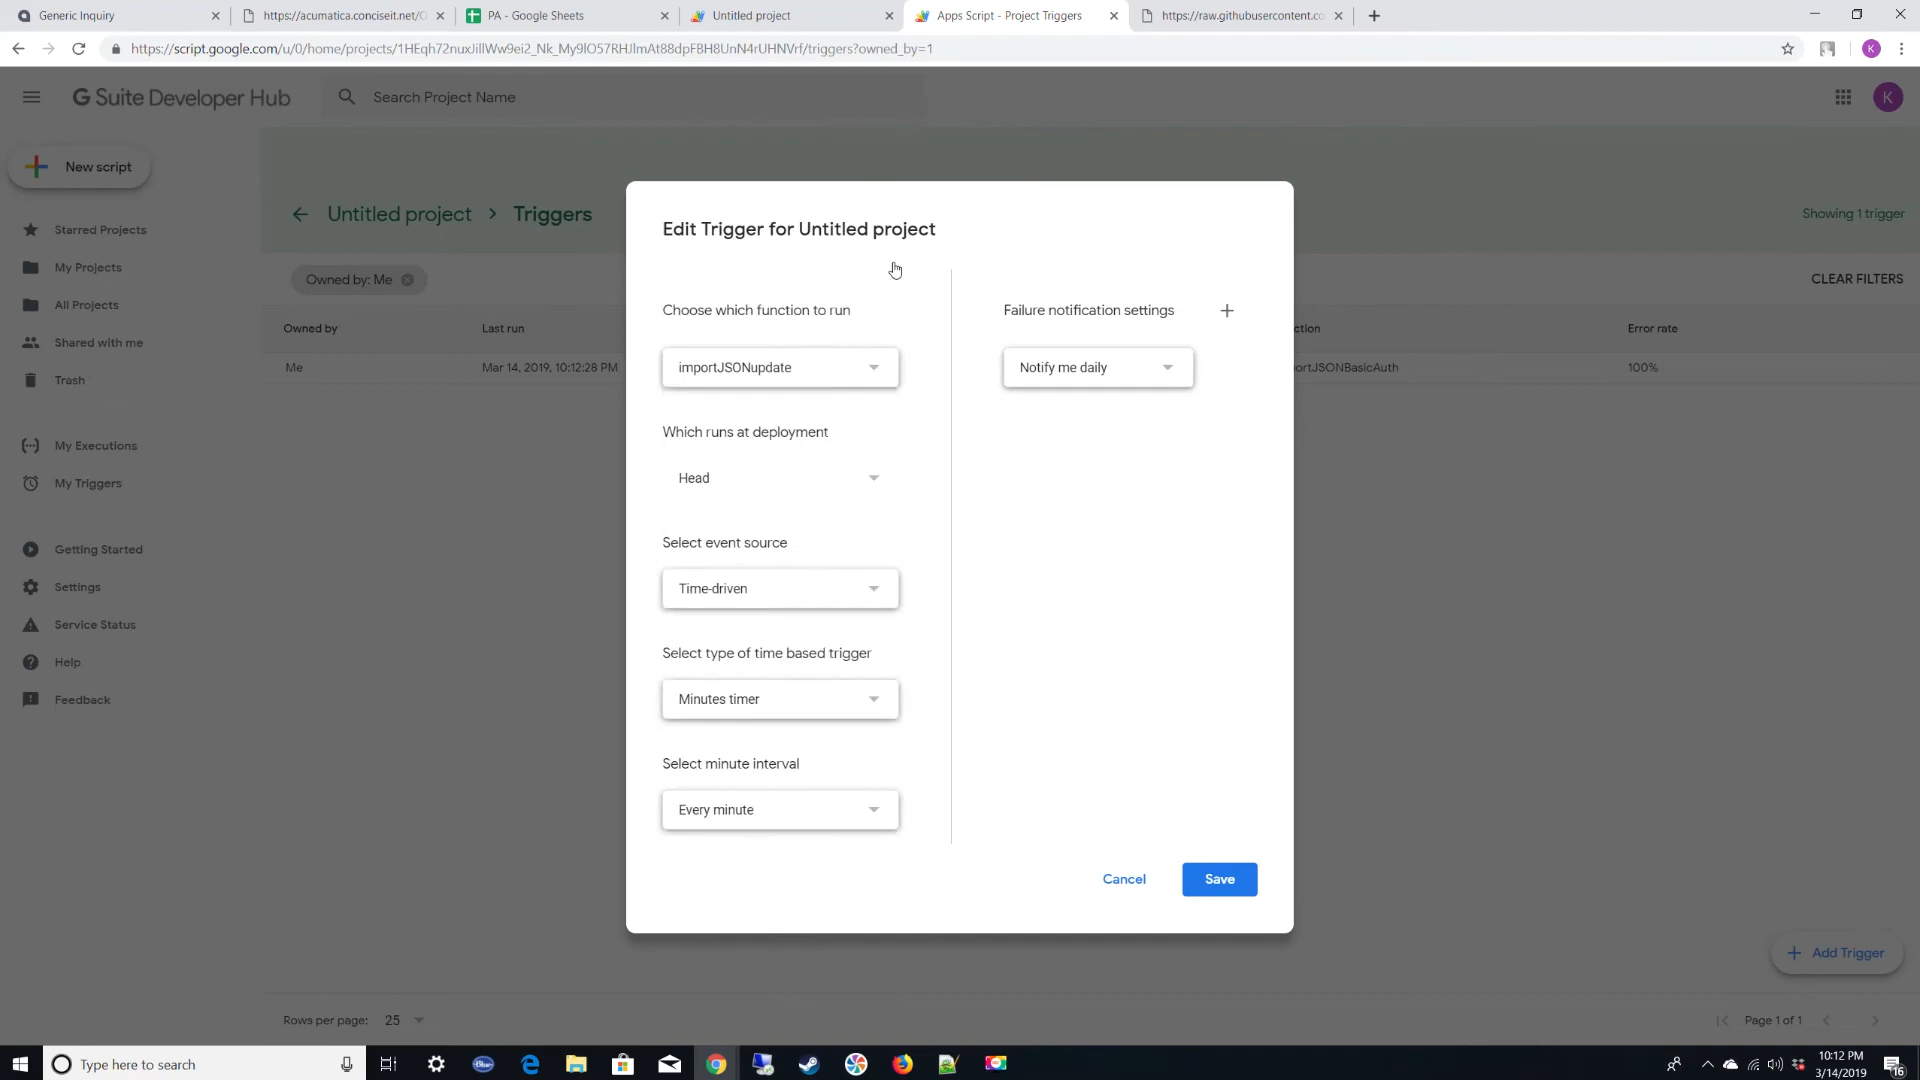 Generic Inquiry
https://acumatica.conciseit.net/O
PA - Google Sheets
Untitled project
Apps Script - Project Triggers
https://raw.githubusercontent.co
https://script.google.com/u/0/home/projects/1HEqh72nuxJillWw9ei2_Nk_My9lO57RHJlmAt88dpFBH8UnN4rUHNVrf/triggers?owned_by=1
K
G Suite Developer Hub
Search Project Name
K
New script
Starred Projects
My Projects
All Projects
Shared with me
Trash
My Executions
My Triggers
Getting Started
Settings
Service Status
Help
Feedback
Untitled project > Triggers
Showing 1 trigger
Owned by: Me
CLEAR FILTERS
Owned by
Last run
ction
Error rate
Me
Mar 14, 2019, 10:12:28 PM
ortJSONBasicAuth
100%
Edit Trigger for Untitled project
Choose which function to run
importJSONupdate
Which runs at deployment
Head
Select event source
Time-driven
Select type of time based trigger
Minutes timer
Select minute interval
Every minute
Failure notification settings
Notify me daily
Cancel
Save
Add Trigger
Rows per page: 25
Page 1 of 1
Type here to search
10:12 PM
3/14/2019
16